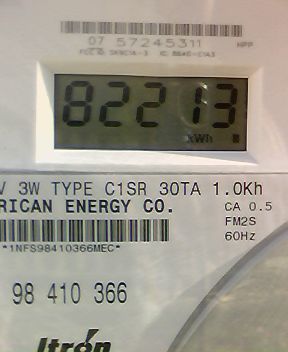 07 57245311
82213
kWh
V 3W TYPE C1SR 30TA 1.0Kh
RICAN ENERGY CO.
CA 0.5
FM2S
60Hz
*1NFS98410366MEC*
98 410 366
Itrón